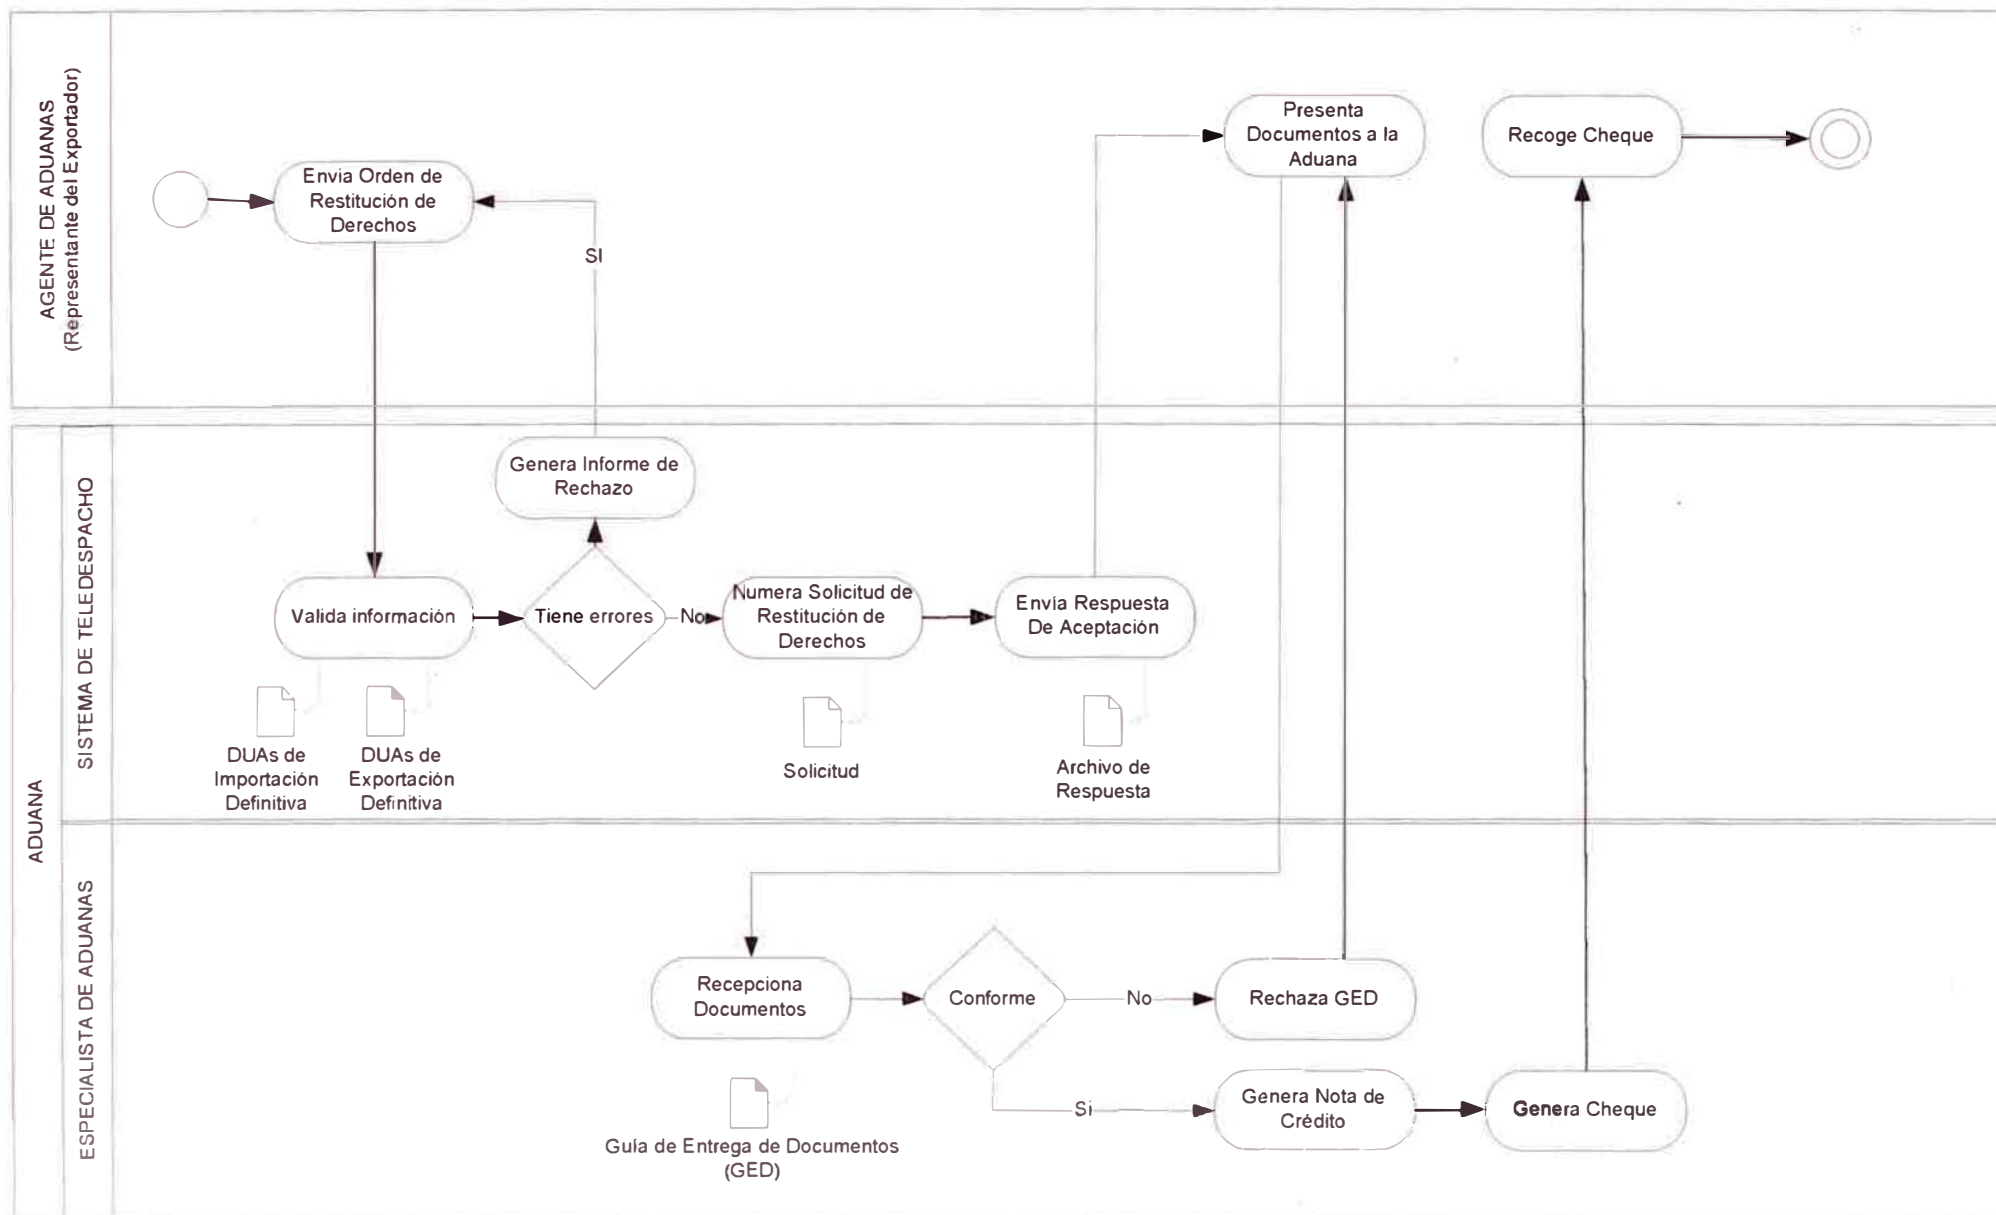 AGENTE DE ADUANAS
(Representante del Exportador)
Envia Orden de
Restitución de
Derechos
SI
Presenta
Documentos a la
Aduana
Recoge Cheque
ADUANA
SISTEMA DE TELEDESPACHO
Genera Informe de
Rechazo
Valida información
Tiene errores
No
Numera Solicitud de
Restitución de
Derechos
Envía Respuesta
De Aceptación
DUAs de
Importación
Definitiva
DUAs de
Exportación
Definitiva
Solicitud
Archivo de
Respuesta
ESPECIALISTA DE ADUANAS
Recepciona
Documentos
Conforme
No
Rechaza GED
Si
Genera Nota de
Crédito
Genera Cheque
Guía de Entrega de Documentos
(GED)